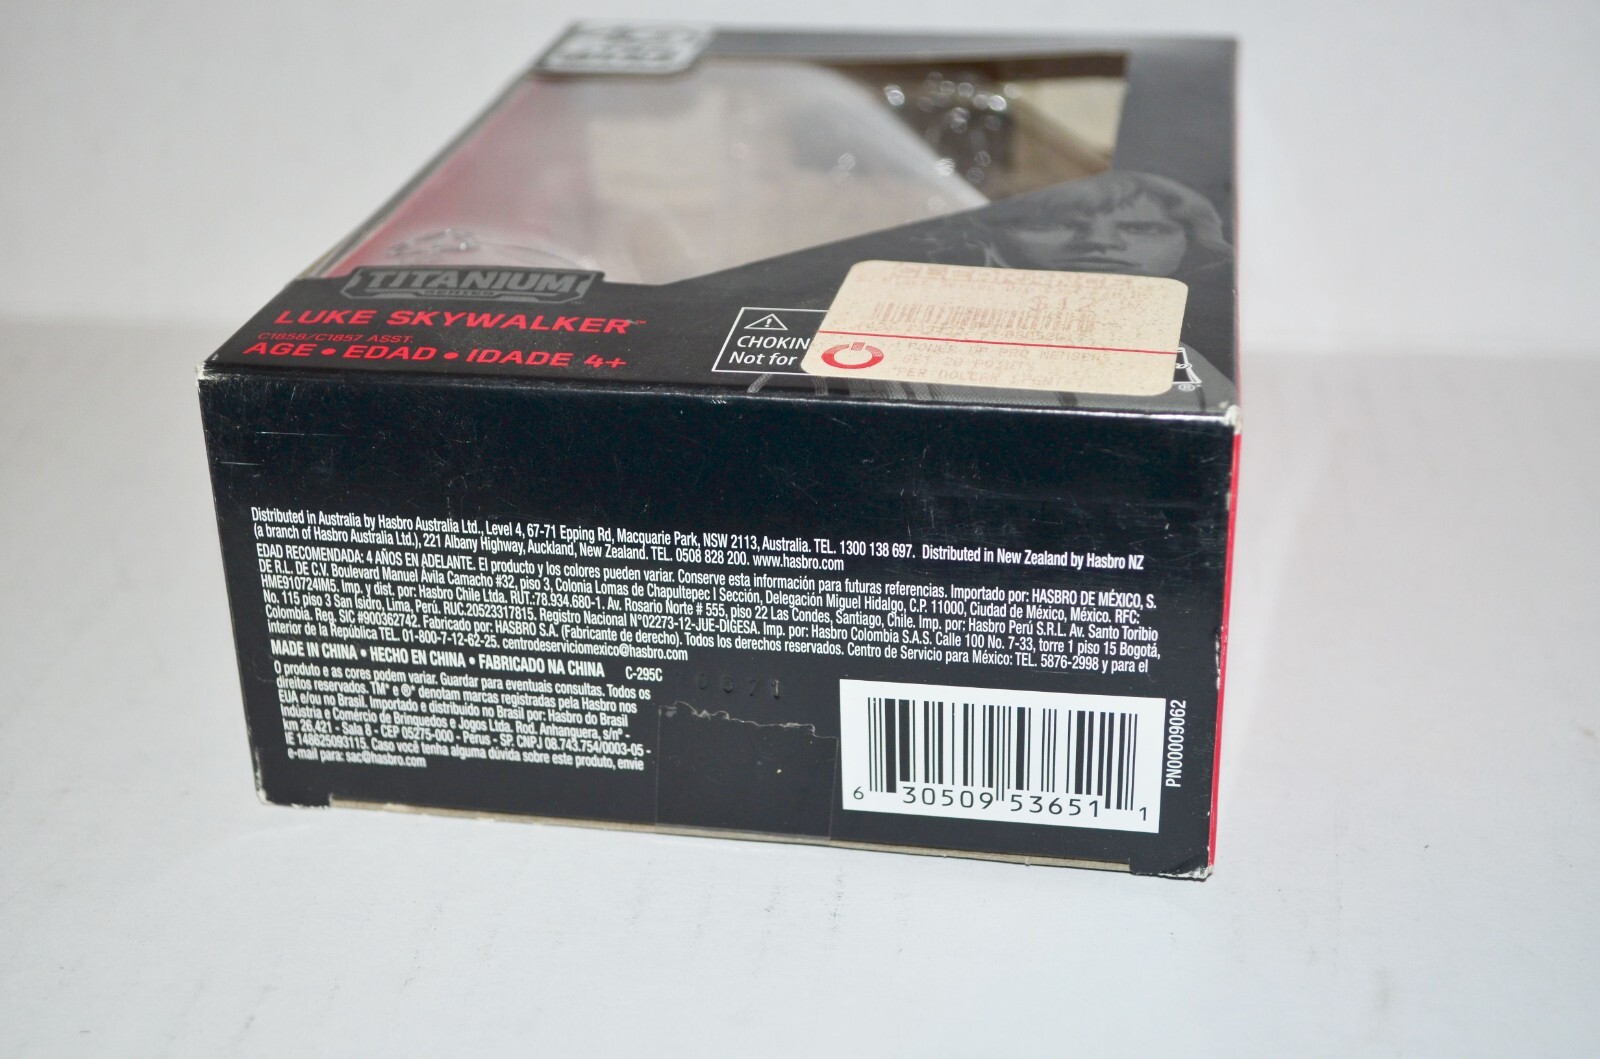 TITANIUM
SERIES
LUKE SKYWALKER™
C1858/C1857 ASST.
AGE • EDAD • IDADE 4+
CHOKIN
Not for
POWER UP PRO MEMBERS
GET
POINTS
*PER DOLLAR SPENT
Distributed in Australia by Hasbro Australia Ltd., Level 4, 67-71 Epping Rd, Macquarie Park, NSW 2113, Australia. TEL. 1300 138 697. Distributed in New Zealand by Hasbro NZ
(a branch of Hasbro Australia Ltd.), 221 Albany Highway, Auckland, New Zealand. TEL. 0508 828 200. www.hasbro.com
EDAD RECOMENDADA: 4 AÑOS EN ADELANTE. El producto y los colores pueden variar. Conserve esta información para futuras referencias. Importado por: HASBRO DE MÉXICO, S.
DE R.L. DE C.V. Boulevard Manuel Ávila Camacho #32, piso 3, Colonia Lomas de Chapultepec I Sección, Delegación Miguel Hidalgo, C.P. 11000, Ciudad de México, México. RFC:
HME910724IM5. Imp. y dist. por: Hasbro Chile Ltda. RUT.:78.934.680-1. Av. Rosario Norte # 555, piso 22 Las Condes, Santiago, Chile. Imp. por: Hasbro Perú S.R.L. Av. Santo Toribio
No. 115 piso 3 San Isidro, Lima, Perú. RUC.20523317815. Registro Nacional N°02273-12-JUE-DIGESA. Imp. por: Hasbro Colombia S.A.S. Calle 100 No. 7-33, torre 1 piso 15 Bogotá,
Colombia. Reg. SIC #900362742. Fabricado por: HASBRO S.A. (Fabricante de derecho). Todos los derechos reservados. Centro de Servicio para México: TEL. 5876-2998 y para el
interior de la República TEL. 01-800-7-12-62-25. centrodeserviciomexico@hasbro.com
MADE IN CHINA • HECHO EN CHINA • FABRICADO NA CHINA C-295C
O produto e as cores podem variar. Guardar para eventuais consultas. Todos os
direitos reservados. TM* e ®* denotam marcas registradas pela Hasbro nos
EUA e/ou no Brasil. Importado e distribuído no Brasil por: Hasbro do Brasil
Indústria e Comércio de Brinquedos e Jogos Ltda. Rod. Anhanguera, s/nº -
km 26,421 - Sala 8 - CEP 05275-000 - Perus - SP. CNPJ 08.743.754/0003-05 -
IE 148625093115. Caso você tenha alguma dúvida sobre este produto, envie
e-mail para: sac@hasbro.com
6 30509 53651 1
PN00009062